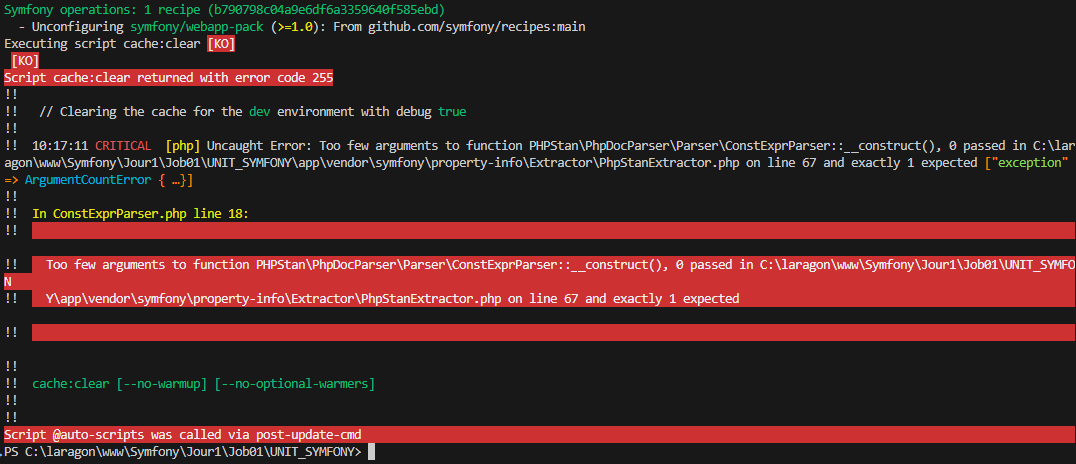 Symfony operations: 1 recipe (b790798c04a9e6df6a3359640f585ebd)
  - Unconfiguring symfony/webapp-pack (>=1.0): From github.com/symfony/recipes:main
Executing script cache:clear [KO]
 [KO]
Script cache:clear returned with error code 255
!!
!!   // Clearing the cache for the dev environment with debug true
!!
!!  10:17:11 CRITICAL  [php] Uncaught Error: Too few arguments to function PHPStan\PhpDocParser\Parser\ConstExprParser::__construct(), 0 passed in C:\lar
agon\www\Symfony\Jour1\Job01\UNIT_SYMFONY\app\vendor\symfony\property-info\Extractor\PhpStanExtractor.php on line 67 and exactly 1 expected ["exception"
=> ArgumentCountError { …}]
!!
!!  In ConstExprParser.php line 18:
!!
!!    Too few arguments to function PHPStan\PhpDocParser\Parser\ConstExprParser::__construct(), 0 passed in C:\laragon\www\Symfony\Jour1\Job01\UNIT_SYMFO
N
!!    Y\app\vendor\symfony\property-info\Extractor\PhpStanExtractor.php on line 67 and exactly 1 expected
!!
!!
!!  cache:clear [--no-warmup] [--no-optional-warmers]
!!
!!
Script @auto-scripts was called via post-update-cmd
PS C:\laragon\www\Symfony\Jour1\Job01\UNIT_SYMFONY>